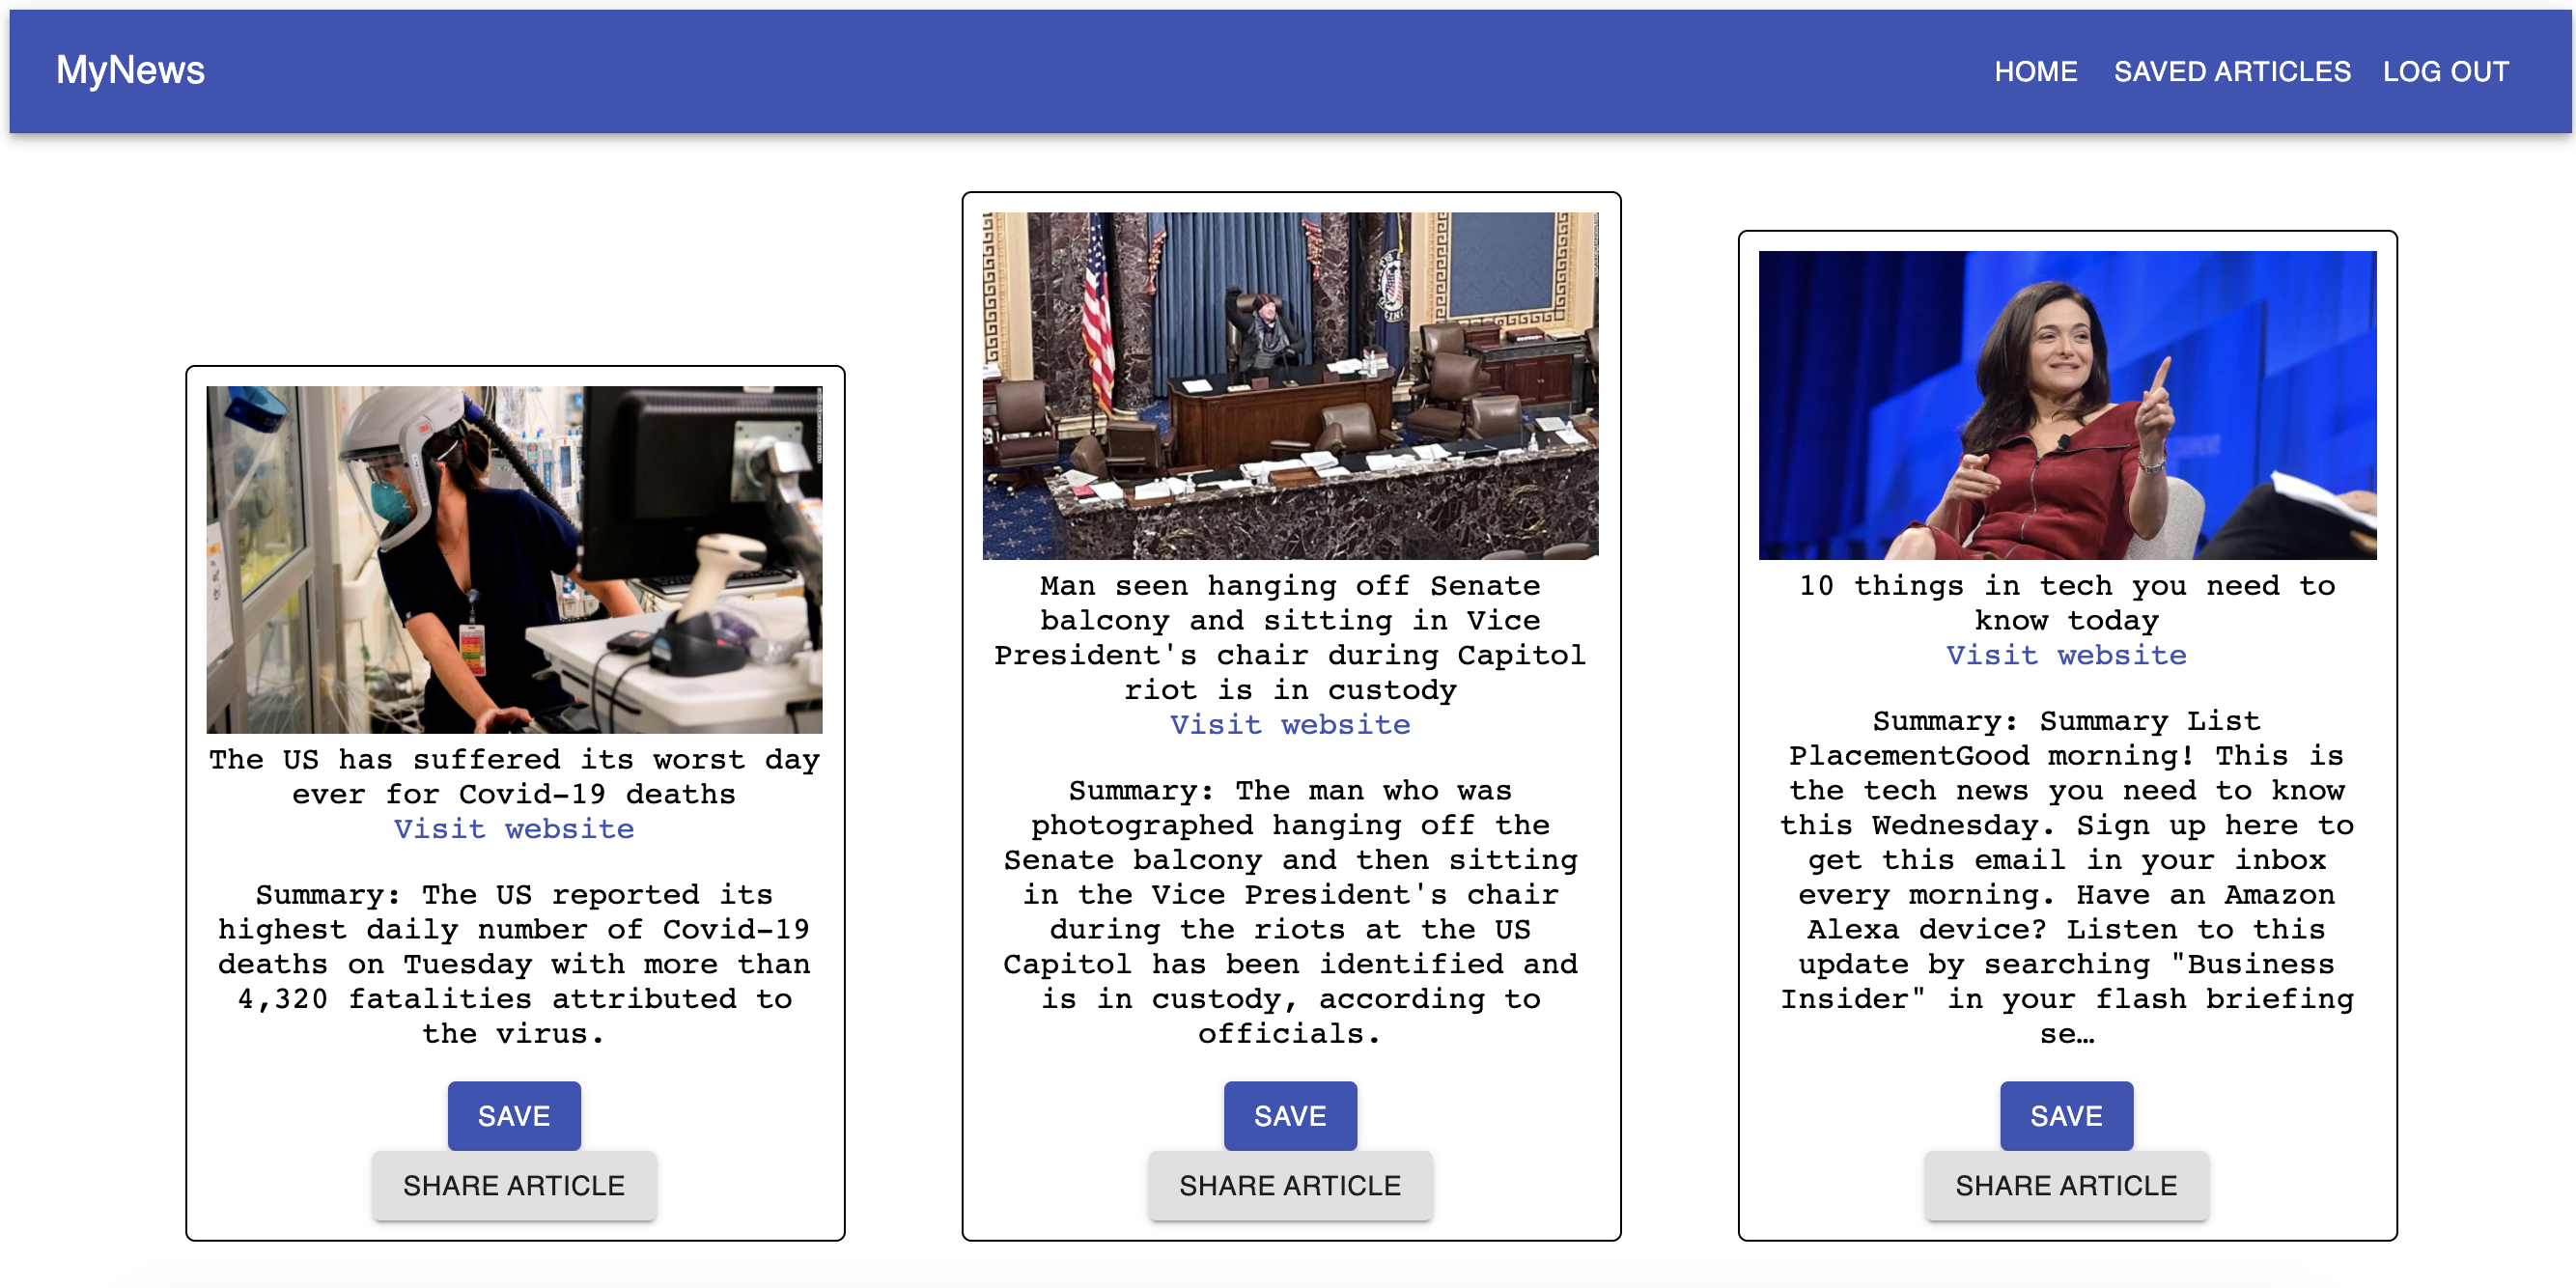 MyNews
HOME
SAVED ARTICLES
LOG OUT
The US has suffered its worst day
ever for Covid-19 deaths
Visit website
Summary: The US reported its
highest daily number of Covid-19
deaths on Tuesday with more than
4,320 fatalities attributed to
the virus.
SAVE
SHARE ARTICLE
Man seen hanging off Senate
balcony and sitting in Vice
President's chair during Capitol
riot is in custody
Visit website
Summary: The man who was
photographed hanging off the
Senate balcony and then sitting
in the Vice President's chair
during the riots at the US
Capitol has been identified and
is in custody, according to
officials.
SAVE
SHARE ARTICLE
10 things in tech you need to
know today
Visit website
Summary: Summary List
PlacementGood morning! This is
the tech news you need to know
this Wednesday. Sign up here to
get this email in your inbox
every morning. Have an Amazon
Alexa device? Listen to this
update by searching "Business
Insider" in your flash briefing
se…
SAVE
SHARE ARTICLE